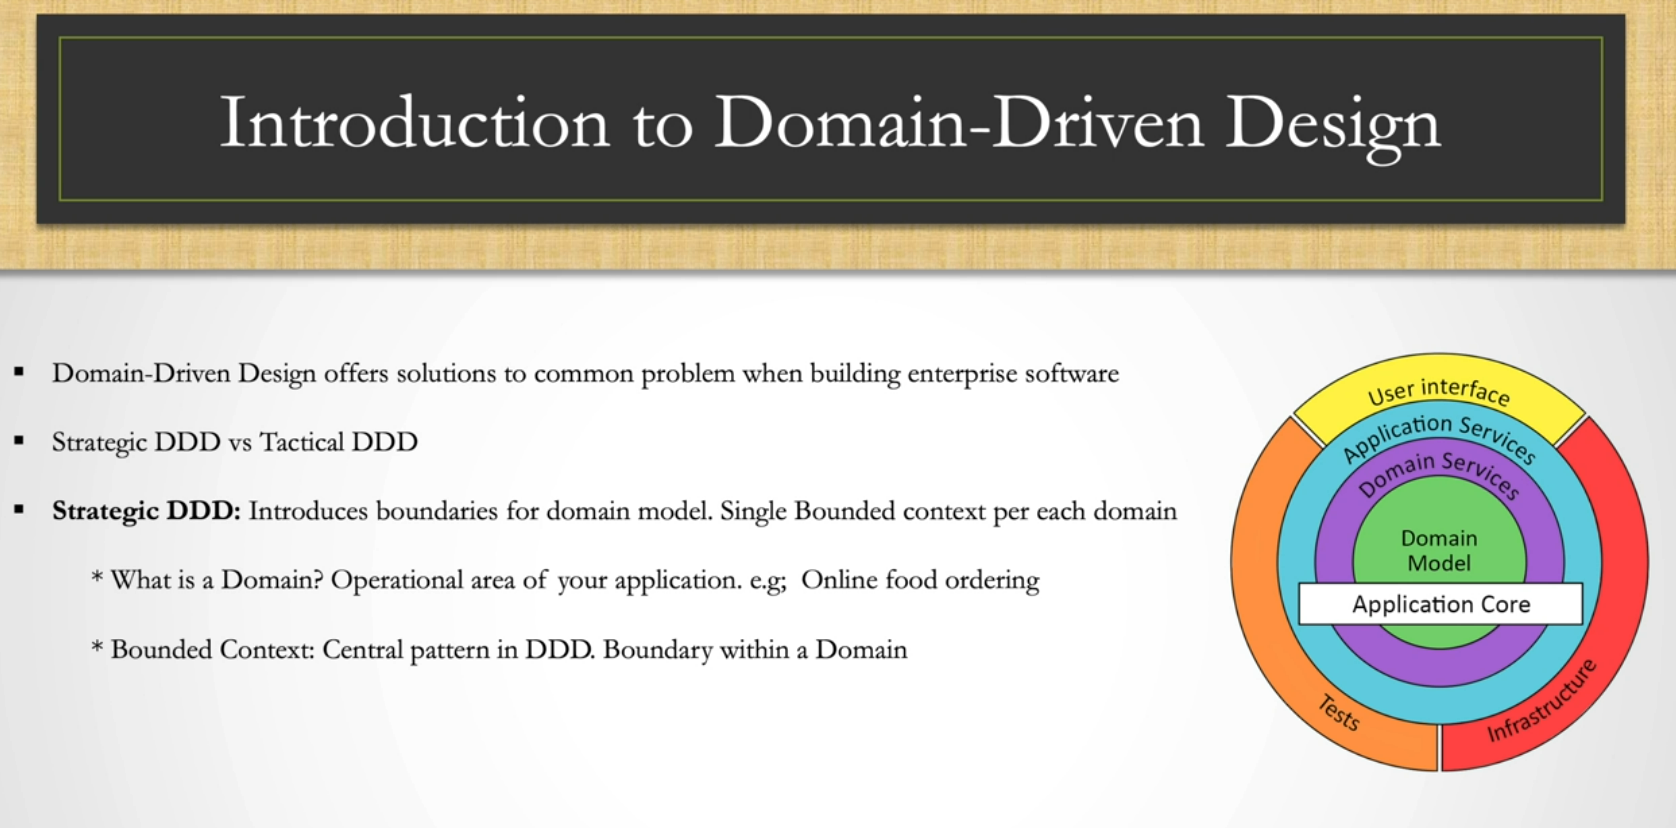 Introduction to Domain-Driven Design
▪ Domain-Driven Design offers solutions to common problem when building enterprise software
▪ Strategic DDD vs Tactical DDD
▪ Strategic DDD: Introduces boundaries for domain model. Single Bounded context per each domain
* What is a Domain? Operational area of your application. e.g; Online food ordering
* Bounded Context: Central pattern in DDD. Boundary within a Domain
User interface
Application Services
Domain Services
Domain
Model
Application Core
Tests
Infrastructure